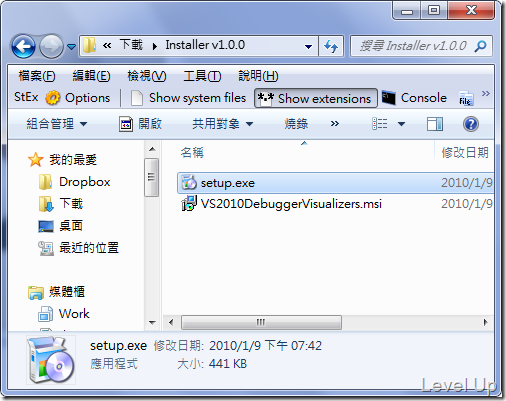 « 下載 ▸ Installer v1.0.0
搜尋 Installer v1.0.0
檔案(F) 編輯(E) 檢視(V) 工具(T) 說明(H)
StEx Options Show system files Show extensions Console File »
組合管理 開啟 共用對象 燒錄 »
我的最愛
Dropbox
下載
桌面
最近的位置
媒體櫃
Work
名稱 修改日期
setup.exe 2010/1/9
VS2010DebuggerVisualizers.msi 2010/1/9
setup.exe 修改日期: 2010/1/9 下午 07:42
應用程式 大小: 441 KB
Level Up